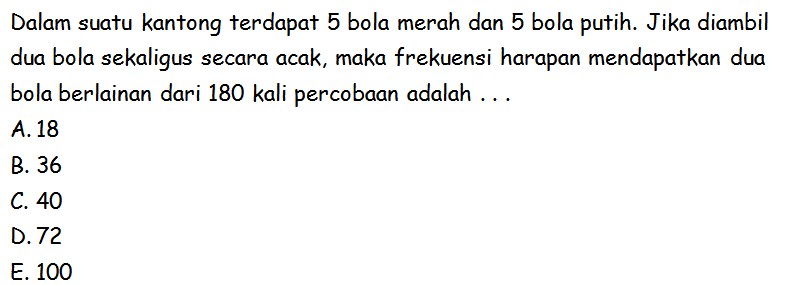 Dalam suatu kantong terdapat 5 bola merah dan 5 bola putih. Jika diambil
dua bola sekaligus secara acak, maka frekuensi harapan mendapatkan dua
bola berlainan dari 180 kali percobaan adalah . . .
A. 18
B. 36
C. 40
D. 72
E. 100